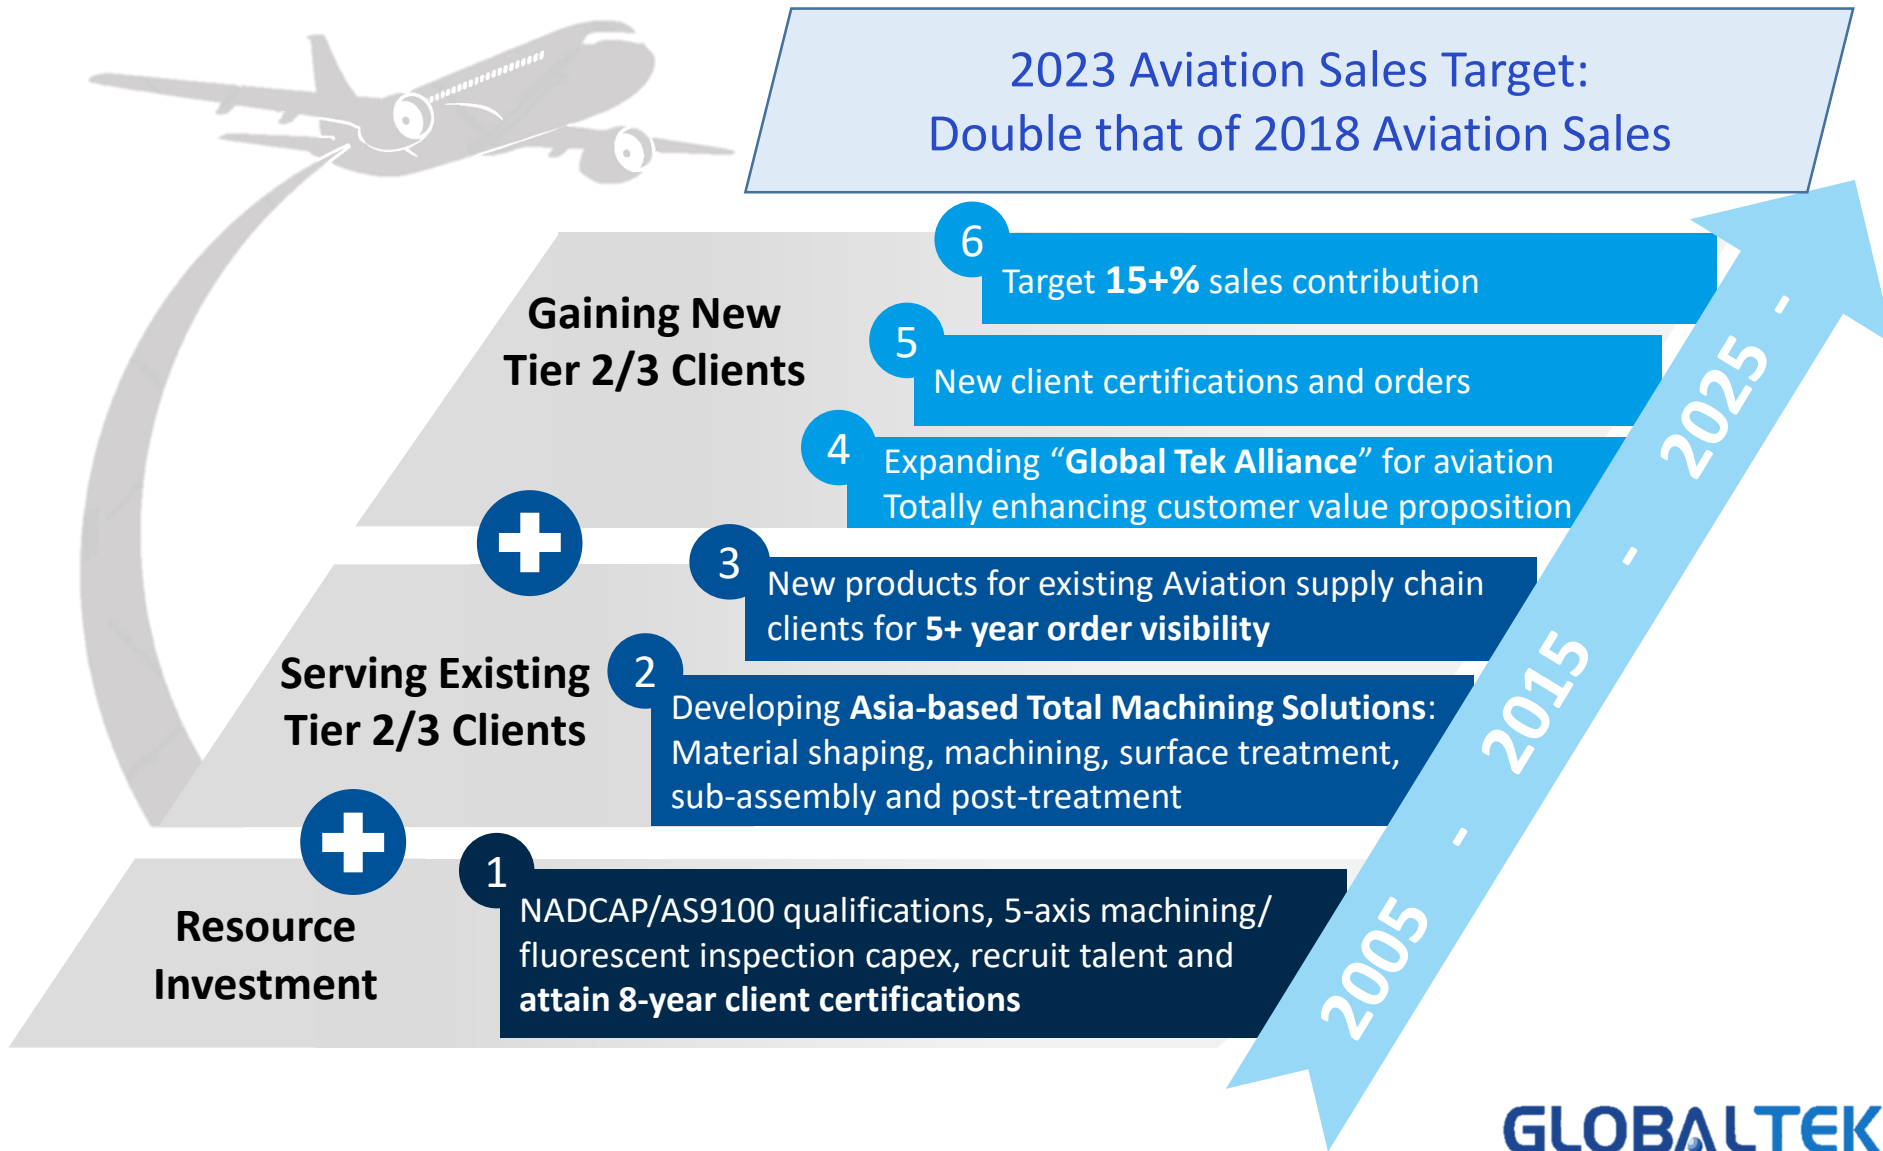 2023 Aviation Sales Target:
Double that of 2018 Aviation Sales
Gaining New
Tier 2/3 Clients
6
Target 15+% sales contribution
5
New client certifications and orders
4
Expanding “Global Tek Alliance” for aviation
Totally enhancing customer value proposition
Serving Existing
Tier 2/3 Clients
3
New products for existing Aviation supply chain
clients for 5+ year order visibility
2
Developing Asia-based Total Machining Solutions:
Material shaping, machining, surface treatment,
sub-assembly and post-treatment
Resource
Investment
1
NADCAP/AS9100 qualifications, 5-axis machining/
fluorescent inspection capex, recruit talent and
attain 8-year client certifications
2005 - 2015 - 2025 -
GLOBALTEK